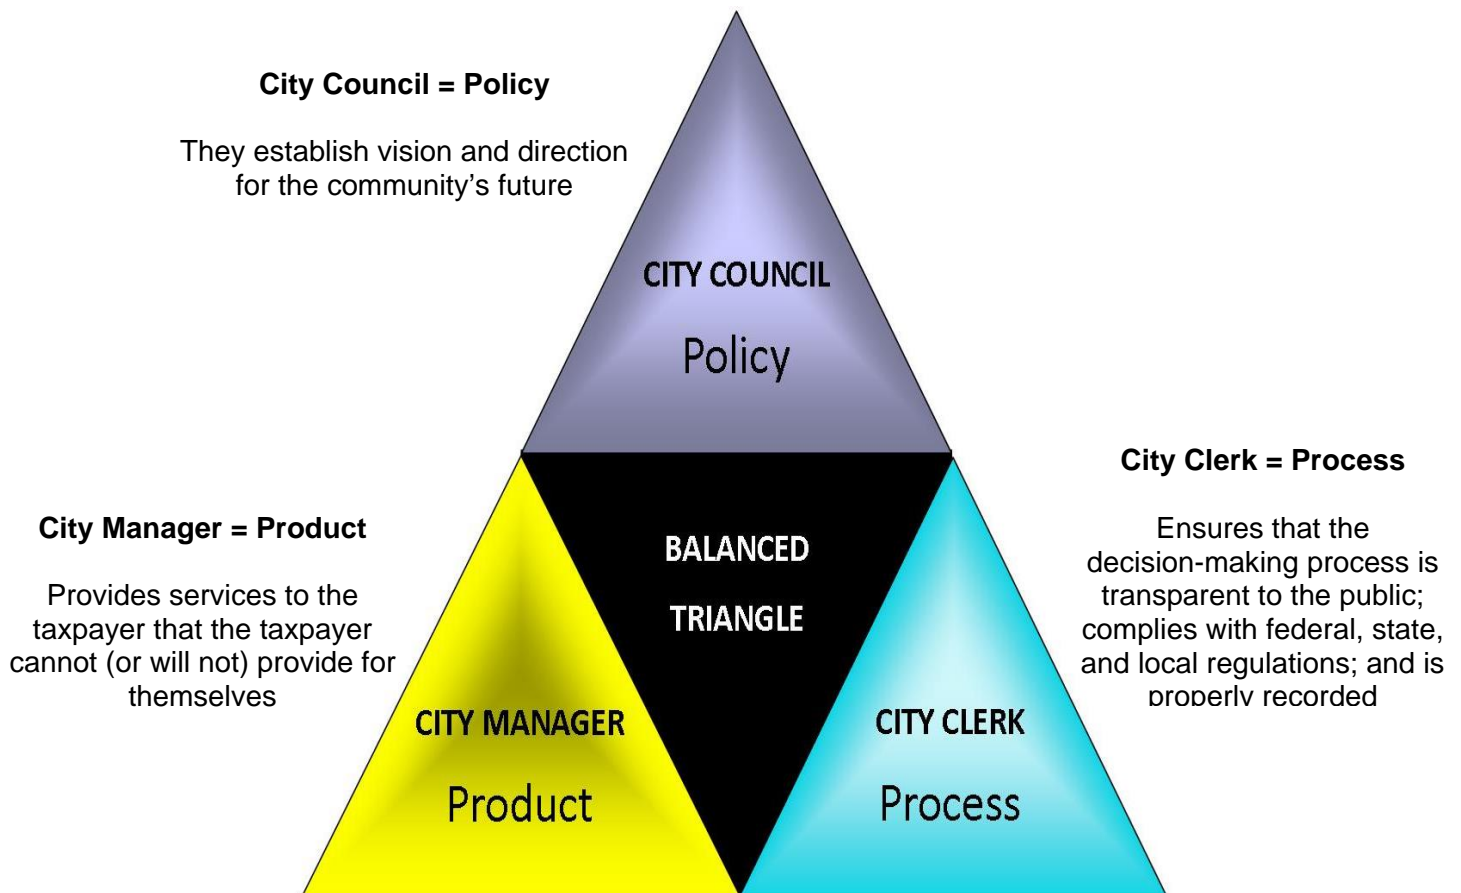 City Council = Policy
They establish vision and direction
for the community’s future
CITY COUNCIL
Policy
City Manager = Product
Provides services to the
taxpayer that the taxpayer
cannot (or will not) provide for
themselves
BALANCED
TRIANGLE
City Clerk = Process
Ensures that the
decision-making process is
transparent to the public;
complies with federal, state,
and local regulations; and is
properly recorded
CITY MANAGER
Product
CITY CLERK
Process